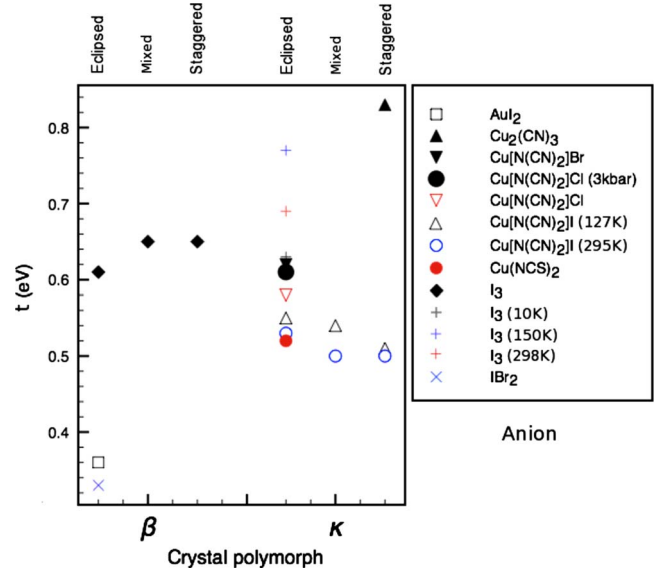 Eclipsed
Mixed
Staggered
Eclipsed
Mixed
Staggered
0.8
0.7
0.6
0.5
0.4
t (eV)
β
κ
Crystal polymorph
AuI₂
Cu₂(CN)₃
Cu[N(CN)₂]Br
Cu[N(CN)₂]Cl (3kbar)
Cu[N(CN)₂]Cl
Cu[N(CN)₂]I (127K)
Cu[N(CN)₂]I (295K)
Cu(NCS)₂
I₃
I₃ (10K)
I₃ (150K)
I₃ (298K)
IBr₂
Anion